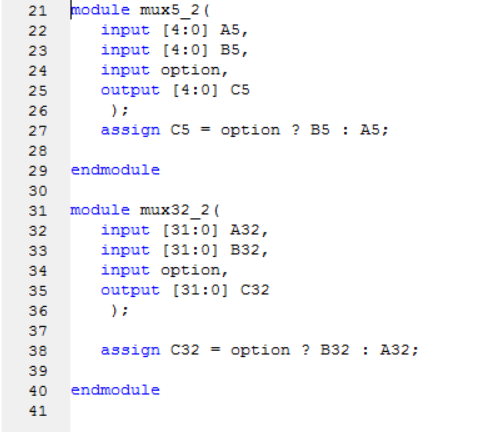 21 module mux5_2(
22    input [4:0] A5,
23    input [4:0] B5,
24    input option,
25    output [4:0] C5
26     );
27    assign C5 = option ? B5 : A5;
28
29 endmodule
30
31 module mux32_2(
32    input [31:0] A32,
33    input [31:0] B32,
34    input option,
35    output [31:0] C32
36     );
37
38    assign C32 = option ? B32 : A32;
39
40 endmodule
41